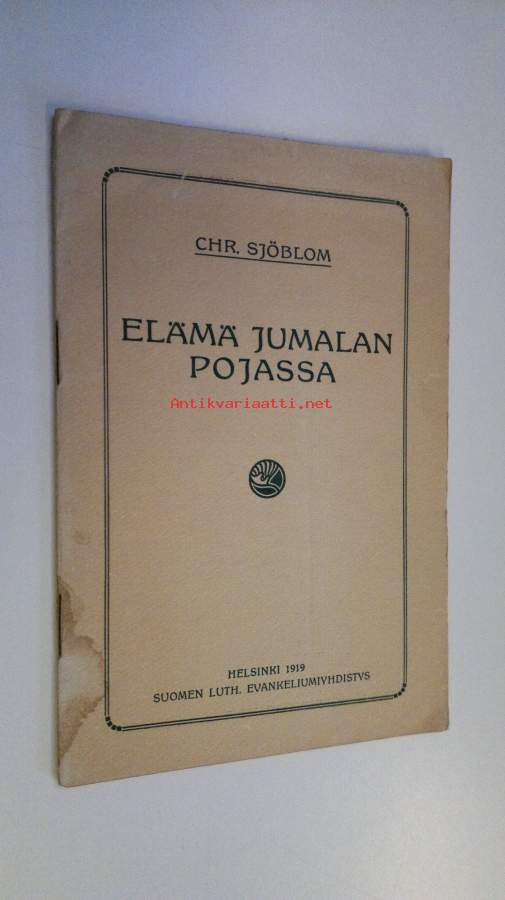 CHR. SJÖBLOM
ELÄMÄ JUMALAN
POJASSA
Antikvariaatti.net
HELSINKI 1919
SUOMEN LUTH. EVANKELIUMIYHDISTYS